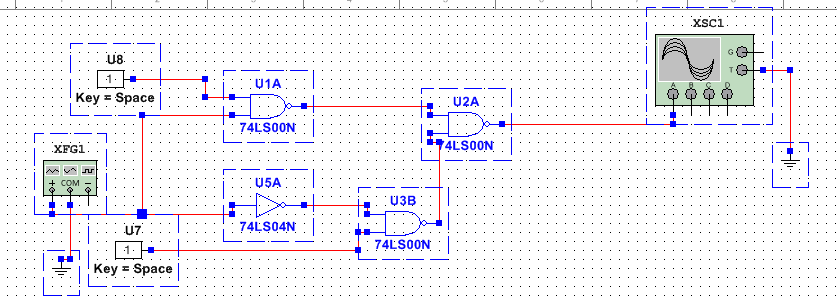 XSC1
G
T
A B C D
U8
1
Key = Space
U1A
74LS00N
U2A
74LS00N
XFG1
+ COM −
U5A
74LS04N
U3B
74LS00N
U7
1
Key = Space